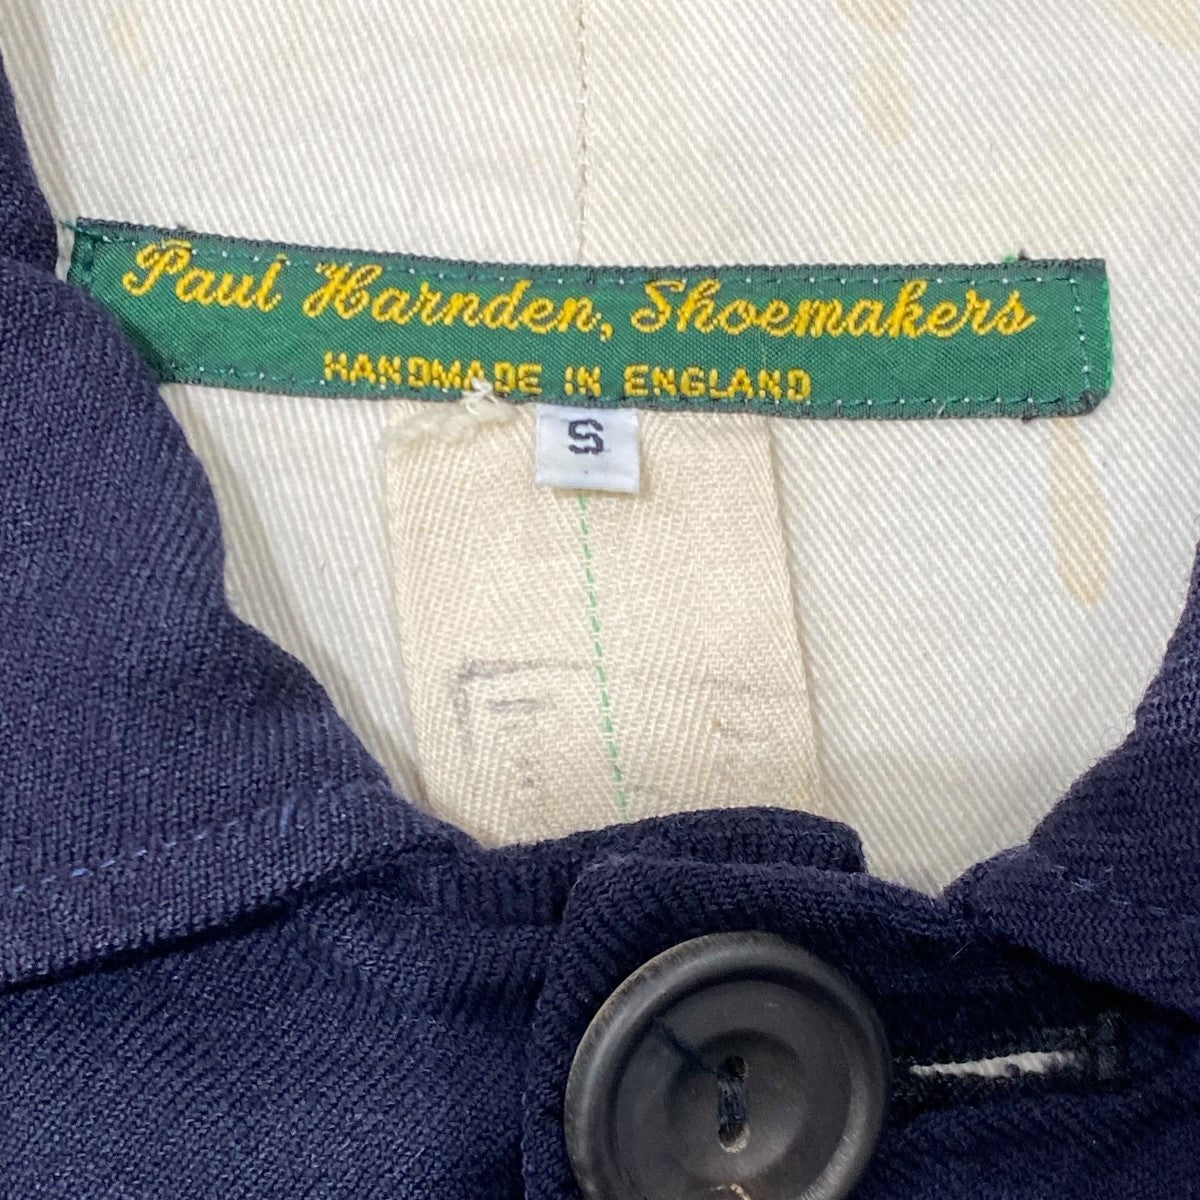 Paul Harnden, Shoemakers
HANDMADE IN ENGLAND
S